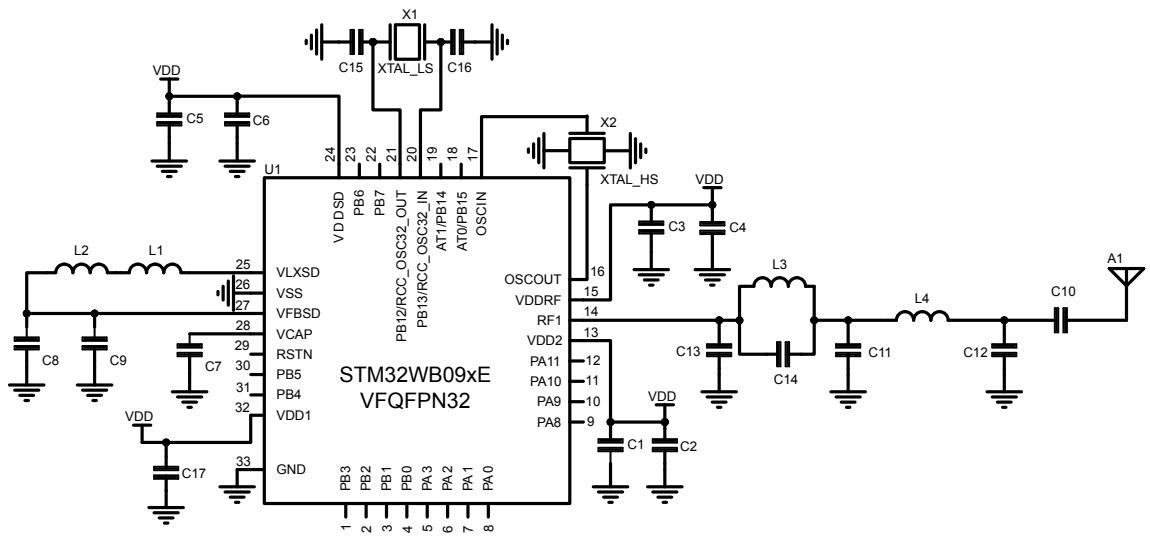 X1
C15
C16
XTAL_LS
VDD
C5
C6
X2
XTAL_HS
24
23
22
21
20
19
18
17
U1
VDDSD
PB6
PB7
PB12/RCC_OSC32_OUT
PB13/RCC_OSC32_IN
AT1/PB14
AT0/PB15
OSCIN
VDD
C3
C4
L2
L1
25
VLXSD
26
VSS
27
VFBSD
28
VCAP
29
RSTN
30
PB5
31
PB4
32
VDD1
33
GND
C8
C9
C7
VDD
C17
STM32WB09xE
VFQFPN32
OSCOUT
16
VDDRF
15
RF1
14
VDD2
13
PA11
12
PA10
11
PA9
10
PA8
9
L3
L4
A1
C10
C13
C14
C11
C12
VDD
C1
C2
PB3
PB2
PB1
PB0
PA3
PA2
PA1
PA0
1
2
3
4
5
6
7
8